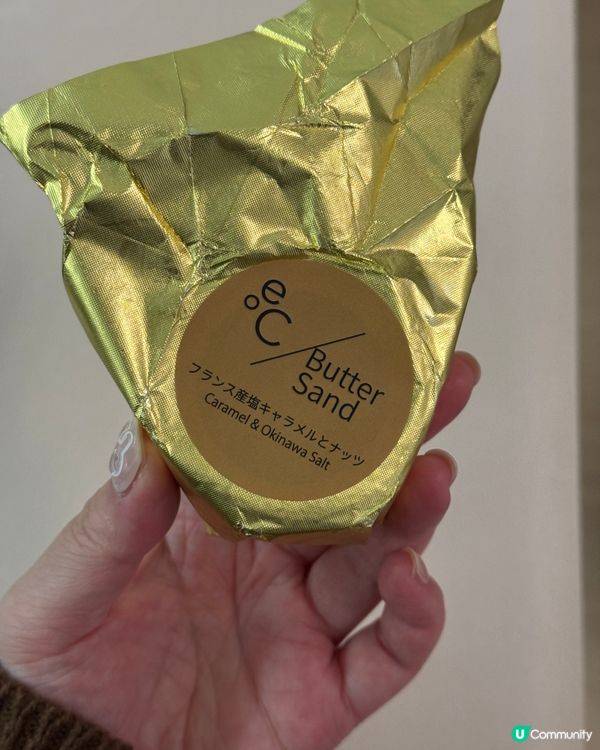 e
°C
Butter
Sand
フランス産塩キャラメルとナッツ
Caramel & Okinawa Salt
U Community